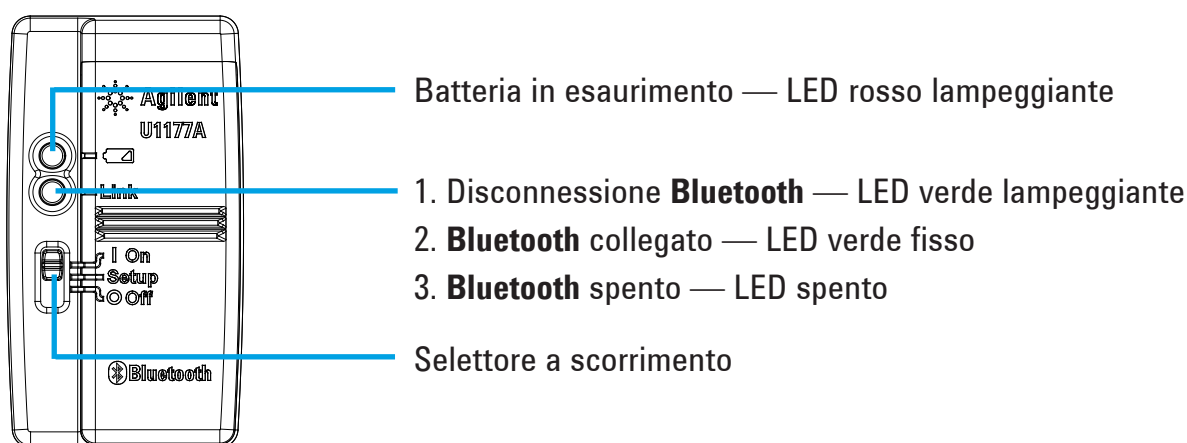 Agilent
U1177A
Link
I On
Setup
O Off
Bluetooth
Batteria in esaurimento — LED rosso lampeggiante
1. Disconnessione Bluetooth — LED verde lampeggiante
2. Bluetooth collegato — LED verde fisso
3. Bluetooth spento — LED spento
Selettore a scorrimento